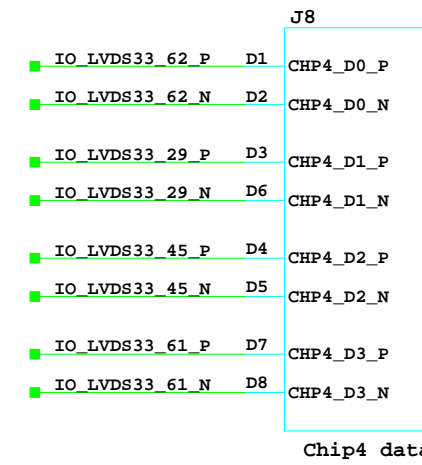 J8
IO_LVDS33_62_P D1 CHP4_D0_P
IO_LVDS33_62_N D2 CHP4_D0_N
IO_LVDS33_29_P D3 CHP4_D1_P
IO_LVDS33_29_N D6 CHP4_D1_N
IO_LVDS33_45_P D4 CHP4_D2_P
IO_LVDS33_45_N D5 CHP4_D2_N
IO_LVDS33_61_P D7 CHP4_D3_P
IO_LVDS33_61_N D8 CHP4_D3_N
Chip4 data